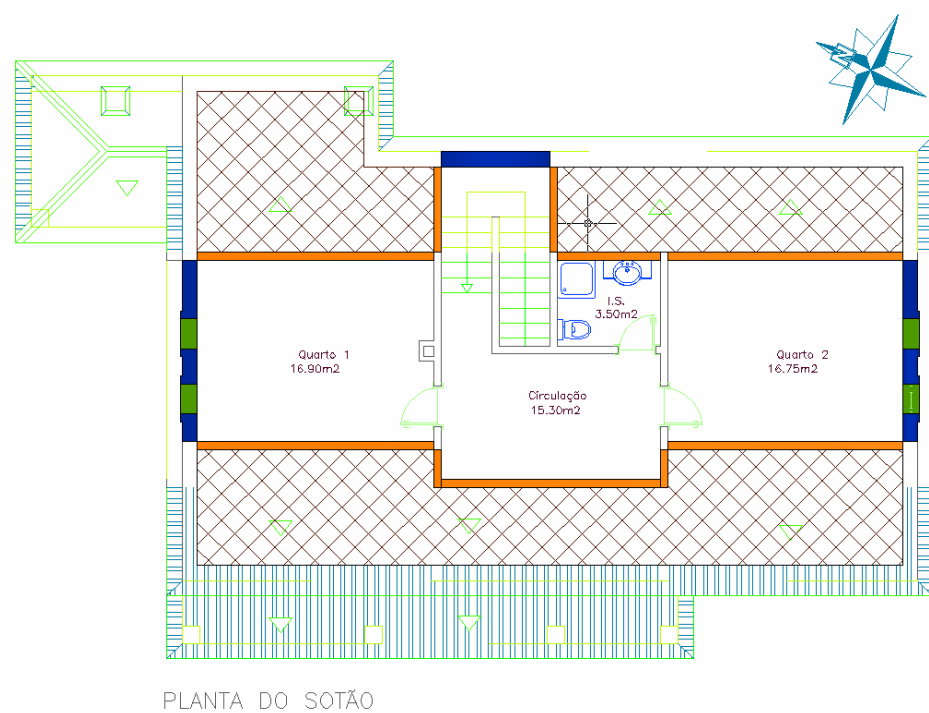 N
I.S.
3.50m2
Quarto 1
16.90m2
Quarto 2
16.75m2
Circulação
15.30m2
PLANTA DO SOTÃO